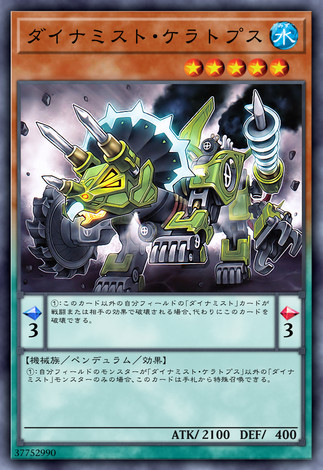 ダイナミスト・ケラトプス
水
①:このカード以外の自分フィールドの「ダイナミスト」カードが
戦闘または相手の効果で破壊される場合、代わりにこのカードを
破壊できる。
3
3
【機械族/ペンデュラム/効果】
①:自分フィールドのモンスターが「ダイナミスト・ケラトプス」以外の「ダイナ
ミスト」モンスターのみの場合、このカードは手札から特殊召喚できる。
ATK/ 2100 DEF/ 400
37752990